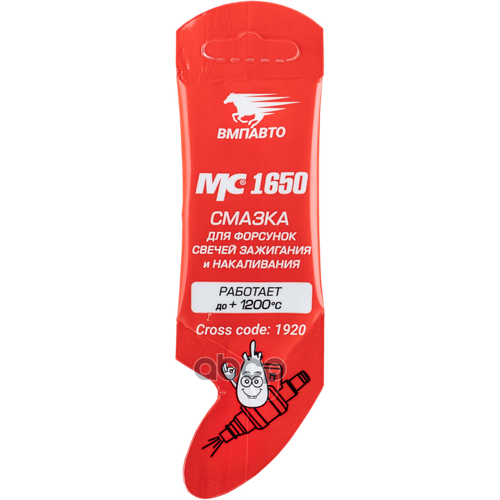 ВМПАВТО
МС® 1650
СМАЗКА
ДЛЯ ФОРСУНОК
СВЕЧЕЙ ЗАЖИГАНИЯ
и НАКАЛИВАНИЯ
РАБОТАЕТ
до + 1200°С
Cross code: 1920